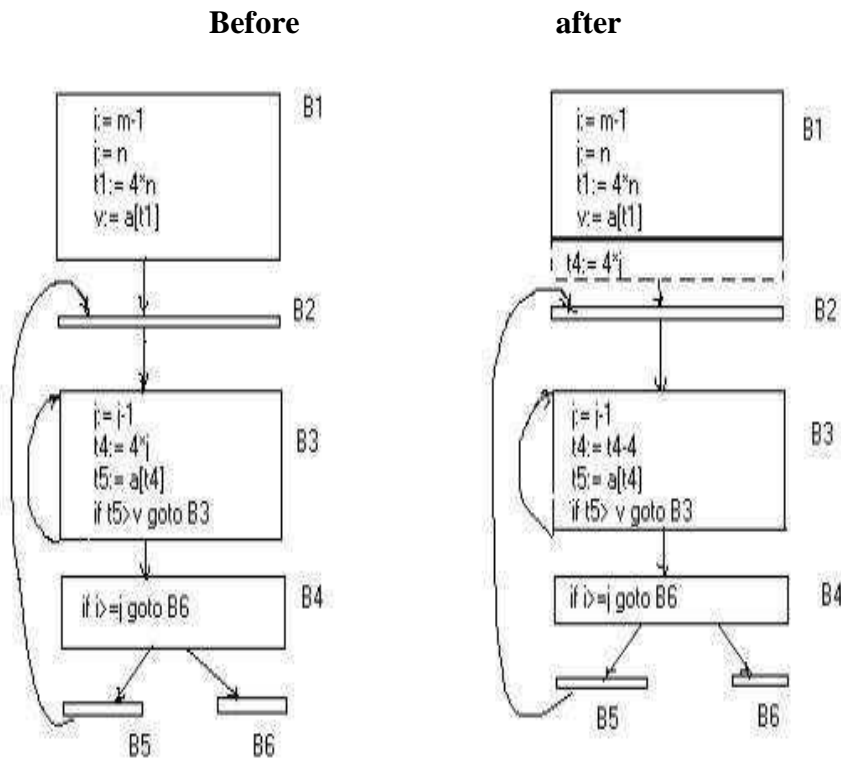 Before
after
i:= m-1
j:= n
t1:= 4*n
v:= a[t1]
B1
B2
j:= j-1
t4:= 4*j
t5:= a[t4]
if t5>v goto B3
B3
if i>=j goto B6
B4
B5
B6
i:= m-1
j:= n
t1:= 4*n
v:= a[t1]
t4:= 4*j
B1
B2
j:= j-1
t4:= t4-4
t5:= a[t4]
if t5> v goto B3
B3
if i>=j goto B6
B4
B5
B6